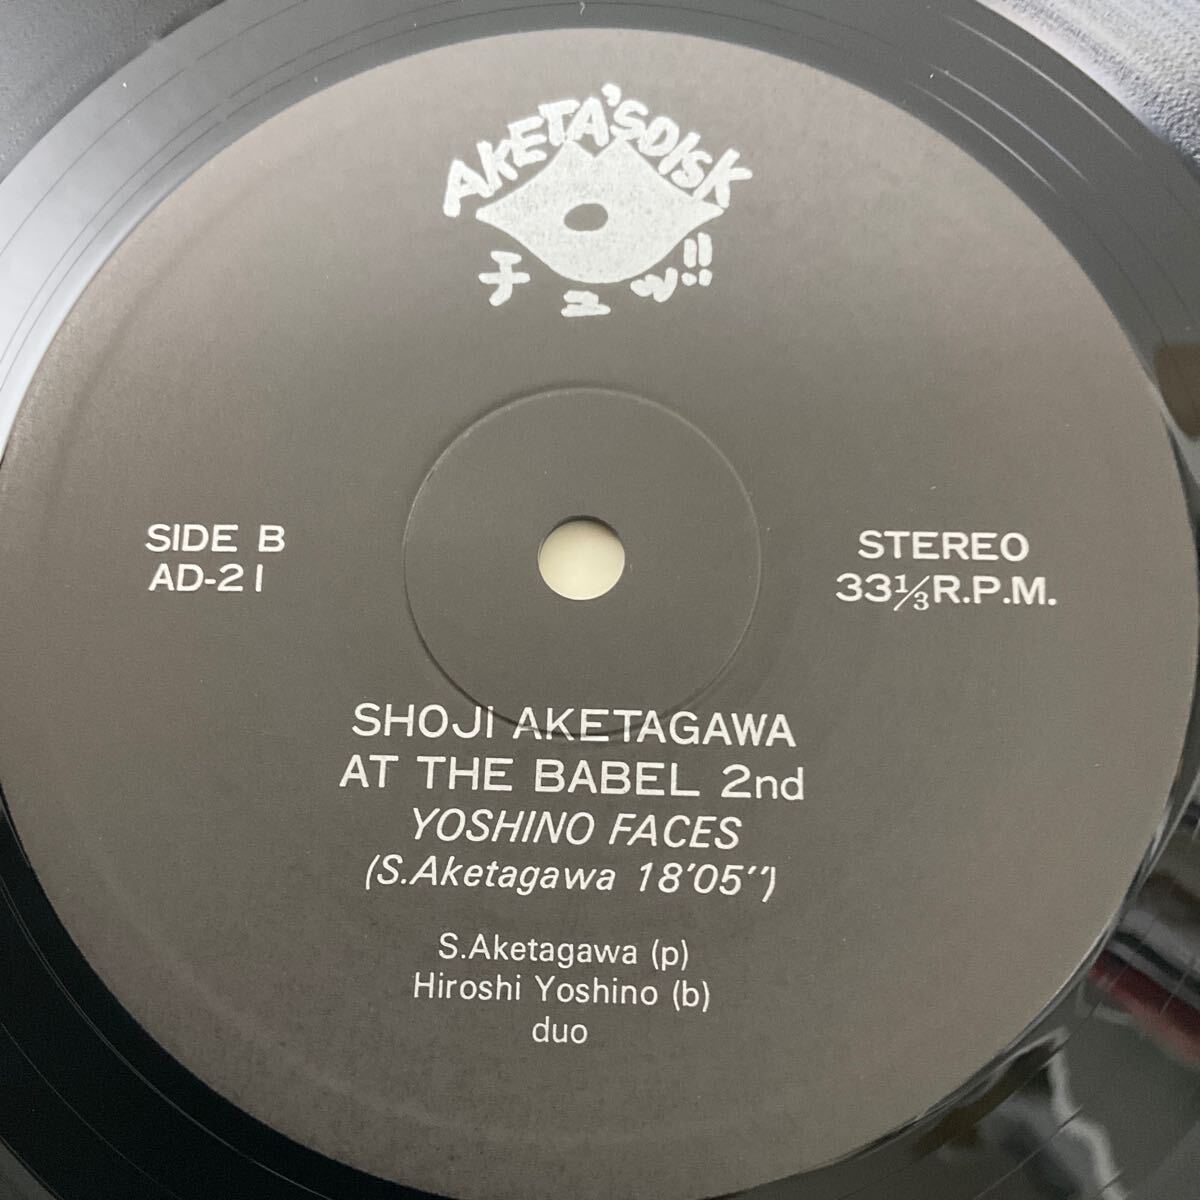 AKETA'S DISK
チュッ!!
SIDE B
AD-21
STEREO
33⅓R.P.M.
SHOJi AKETAGAWA
AT THE BABEL 2nd
YOSHINO FACES
(S.Aketagawa 18'05'')
S.Aketagawa (p)
Hiroshi Yoshino (b)
duo